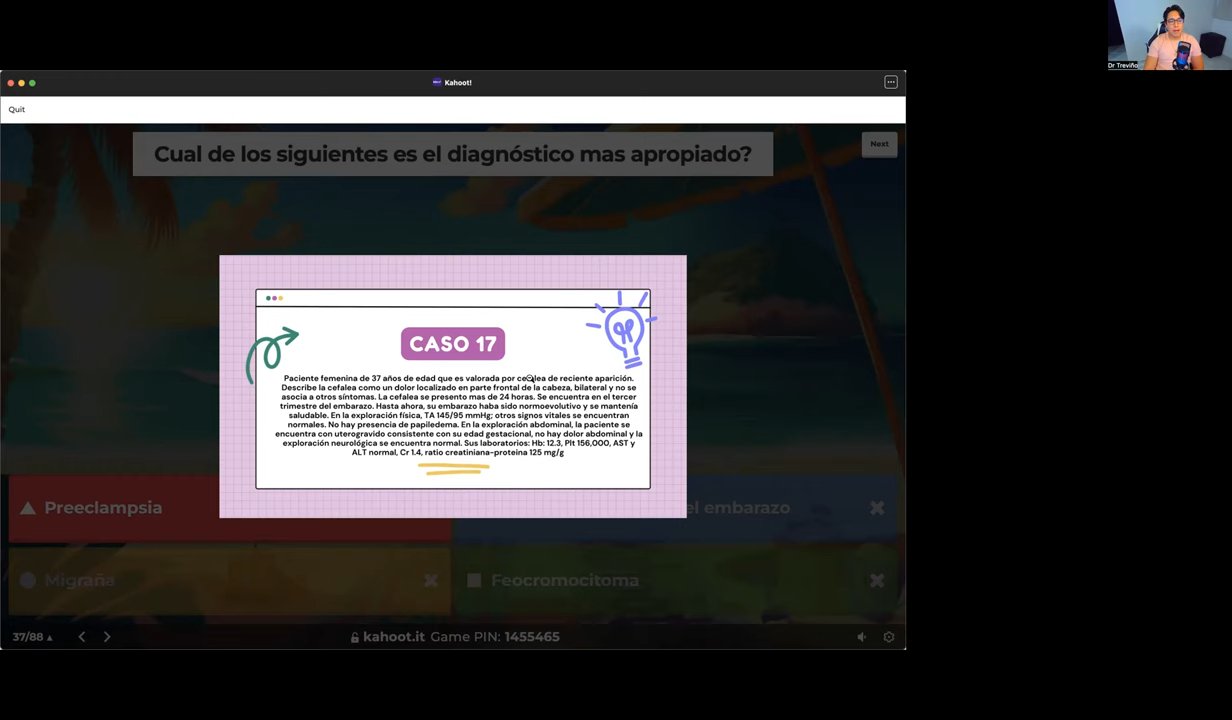 Dr Treviño
Kahoot!
Quit
Cual de los siguientes es el diagnóstico mas apropiado?
Next
CASO 17
Paciente femenina de 37 años de edad que es valorada por cefalea de reciente aparición.
Describe la cefalea como un dolor localizado en parte frontal de la cabeza, bilateral y no se
asocia a otros síntomas. La cefalea se presento mas de 24 horas. Se encuentra en el tercer
trimestre del embarazo. Hasta ahora, su embarazo haba sido normoevolutivo y se mantenía
saludable. En la exploración física, TA 145/95 mmHg; otros signos vitales se encuentran
normales. No hay presencia de papiledema. En la exploración abdominal, la paciente se
encuentra con uterogravido consistente con su edad gestacional, no hay dolor abdominal y la
exploración neurológica se encuentra normal. Sus laboratorios: Hb: 12.3, Plt 156,000, AST y
ALT normal, Cr 1.4, ratio creatiniana-proteina 125 mg/g
Preeclampsia
el embarazo
Migraña
Feocromocitoma
37/88
kahoot.it Game PIN: 1455465